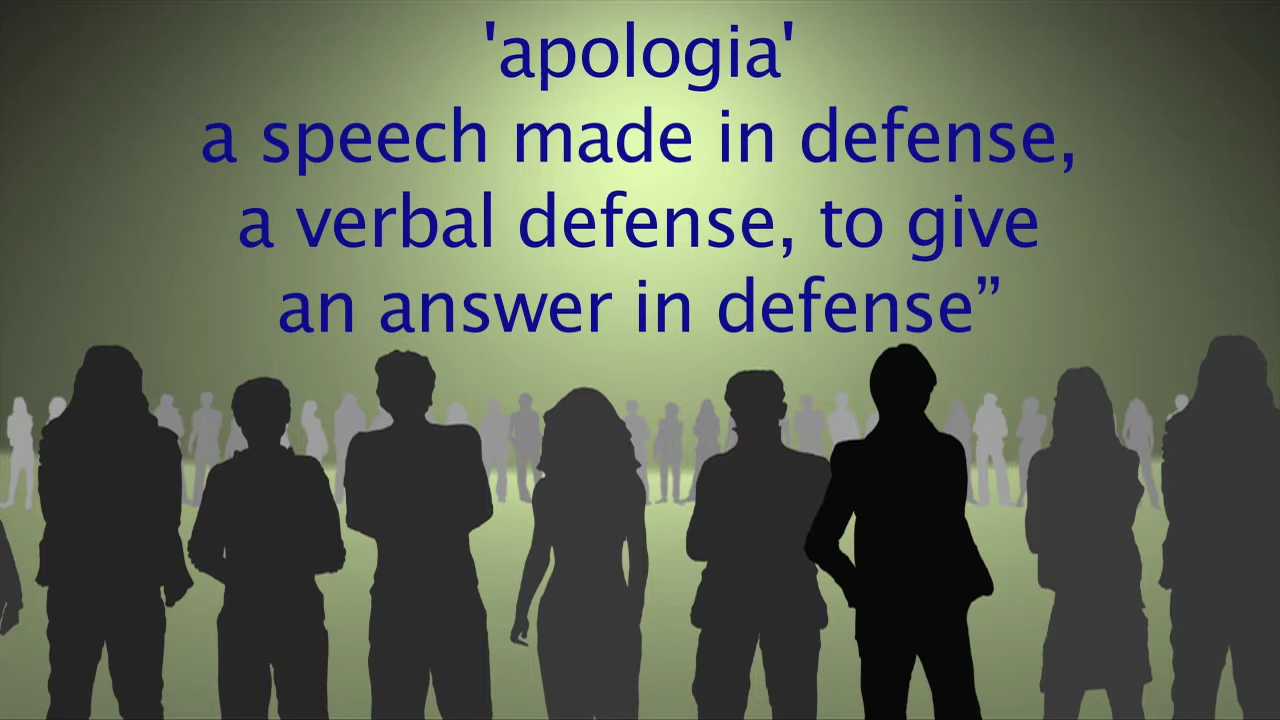 'apologia'
a speech made in defense,
a verbal defense, to give
an answer in defense”